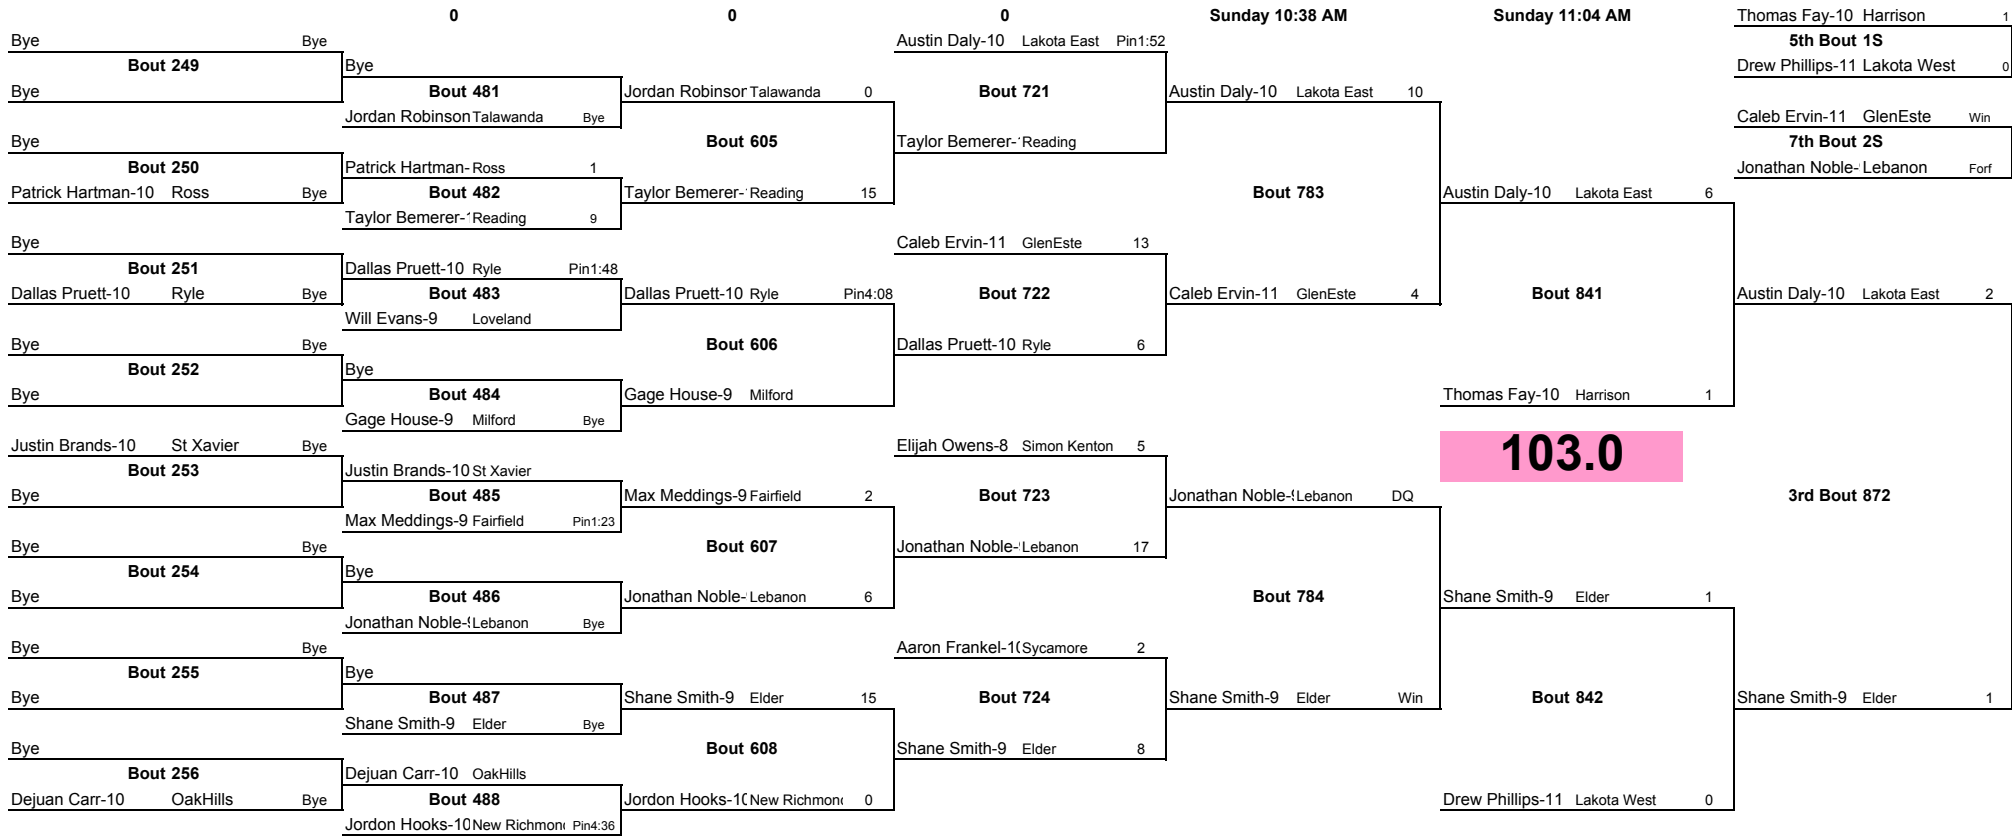 0 0 0 Sunday 10:38 AM Sunday 11:04 AM Thomas Fay-10 Harrison 1
Bye Bye Austin Daly-10 Lakota East Pin1:52 5th Bout 1S
Bout 249 Bye Drew Phillips-11 Lakota West 0
Bye Bout 481 Jordan Robinson Talawanda 0 Bout 721 Austin Daly-10 Lakota East 10
Jordan Robinson Talawanda Bye Caleb Ervin-11 GlenEste Win
Bye Bout 605 Taylor Bemerer- Reading 7th Bout 2S
Bout 250 Patrick Hartman- Ross 1 Jonathan Noble- Lebanon Forf
Patrick Hartman-10 Ross Bye Bout 482 Taylor Bemerer- Reading 15 Bout 783 Austin Daly-10 Lakota East 6
Taylor Bemerer-1 Reading 9
Bye Caleb Ervin-11 GlenEste 13
Bout 251 Dallas Pruett-10 Ryle Pin1:48
Dallas Pruett-10 Ryle Bye Bout 483 Dallas Pruett-10 Ryle Pin4:08 Bout 722 Caleb Ervin-11 GlenEste 4 Bout 841 Austin Daly-10 Lakota East 2
Will Evans-9 Loveland
Bye Bye Bout 606 Dallas Pruett-10 Ryle 6
Bout 252 Bye
Bye Bout 484 Gage House-9 Milford Thomas Fay-10 Harrison 1
Gage House-9 Milford Bye
Justin Brands-10 St Xavier Bye Elijah Owens-8 Simon Kenton 5 103.0
Bout 253 Justin Brands-10 St Xavier
Bye Bout 485 Max Meddings-9 Fairfield 2 Bout 723 Jonathan Noble-9 Lebanon DQ 3rd Bout 872
Max Meddings-9 Fairfield Pin1:23
Bye Bye Bout 607 Jonathan Noble- Lebanon 17
Bout 254 Bye
Bye Bout 486 Jonathan Noble- Lebanon 6 Bout 784 Shane Smith-9 Elder 1
Jonathan Noble-9 Lebanon Bye
Bye Bye Aaron Frankel-10 Sycamore 2
Bout 255 Bye
Bye Bout 487 Shane Smith-9 Elder 15 Bout 724 Shane Smith-9 Elder Win Bout 842 Shane Smith-9 Elder 1
Shane Smith-9 Elder Bye
Bye Bout 608 Shane Smith-9 Elder 8
Bout 256 Dejuan Carr-10 OakHills
Dejuan Carr-10 OakHills Bye Bout 488 Jordon Hooks-10 New Richmond 0 Drew Phillips-11 Lakota West 0
Jordon Hooks-10 New Richmond Pin4:36